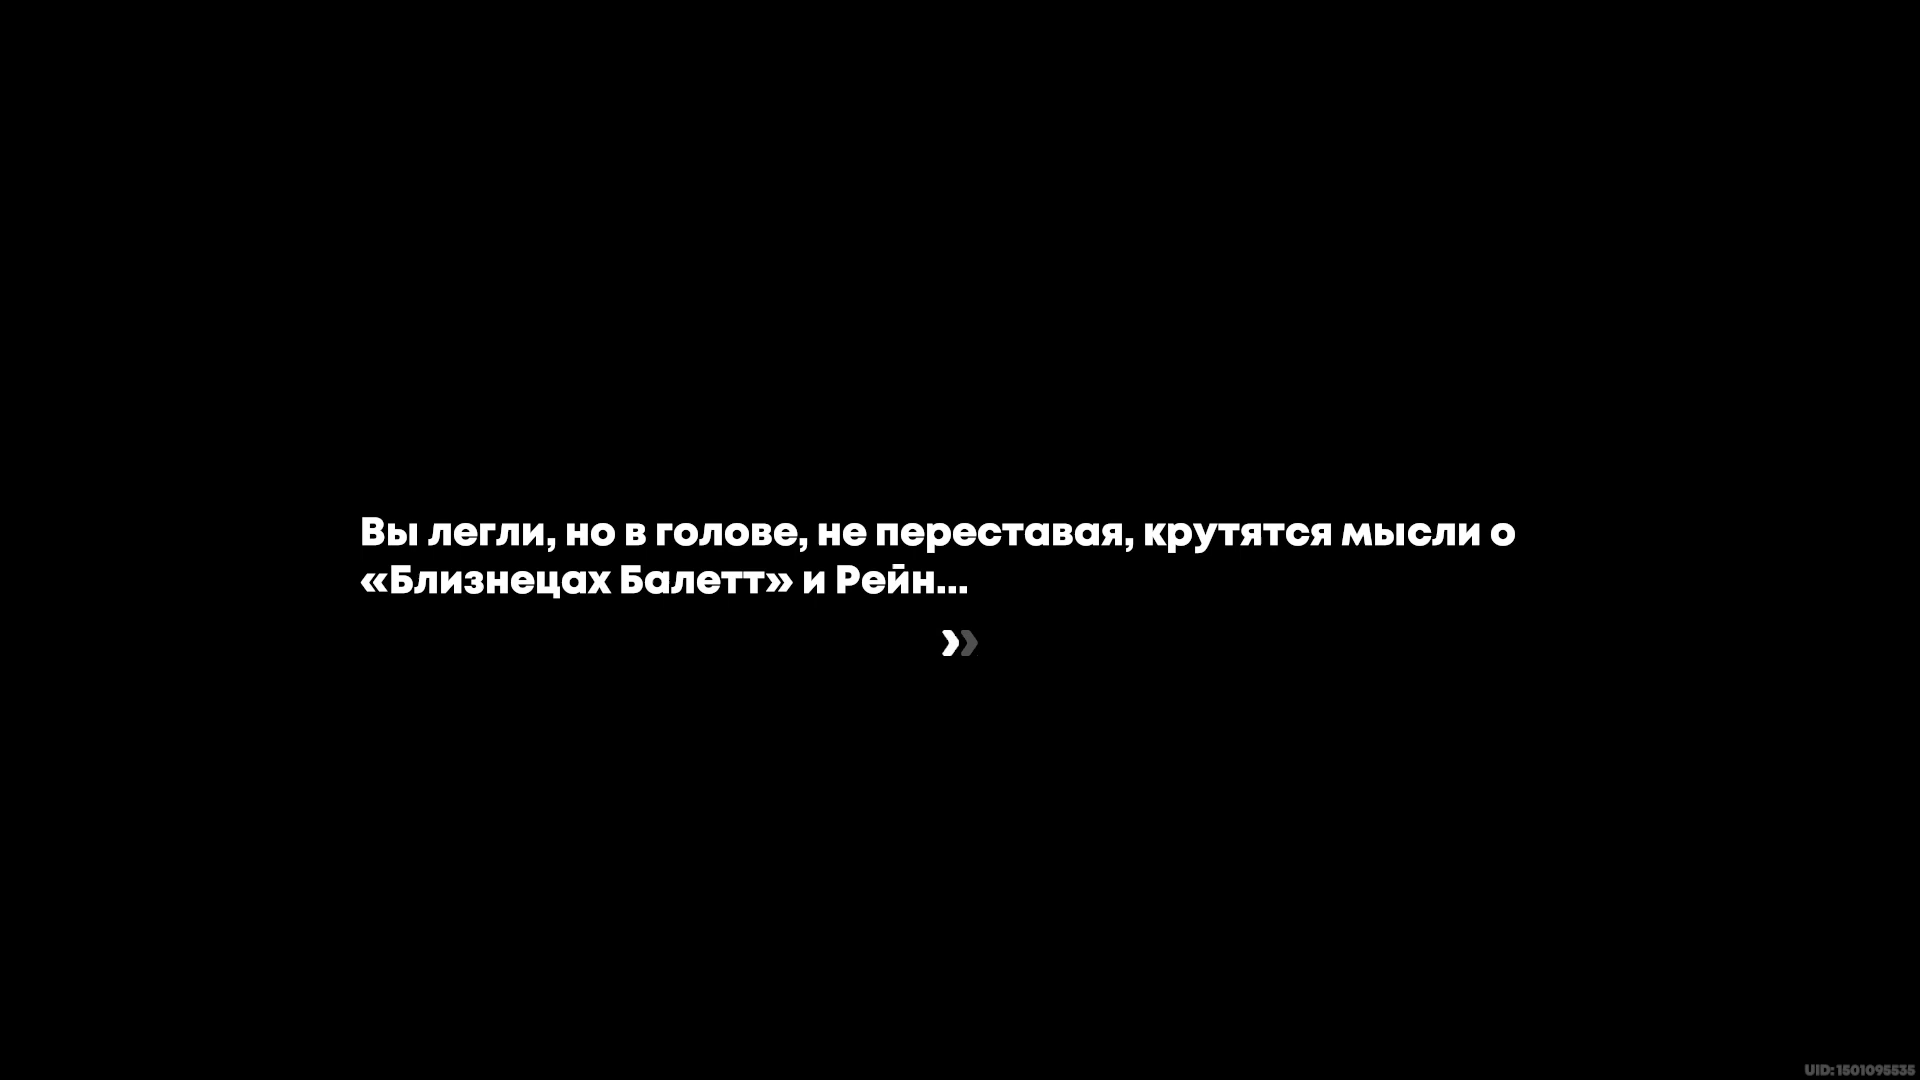 Вы легли, но в голове, не переставая, крутятся мысли о
«Близнецах Балетт» и Рейн...
UID: 1501095535